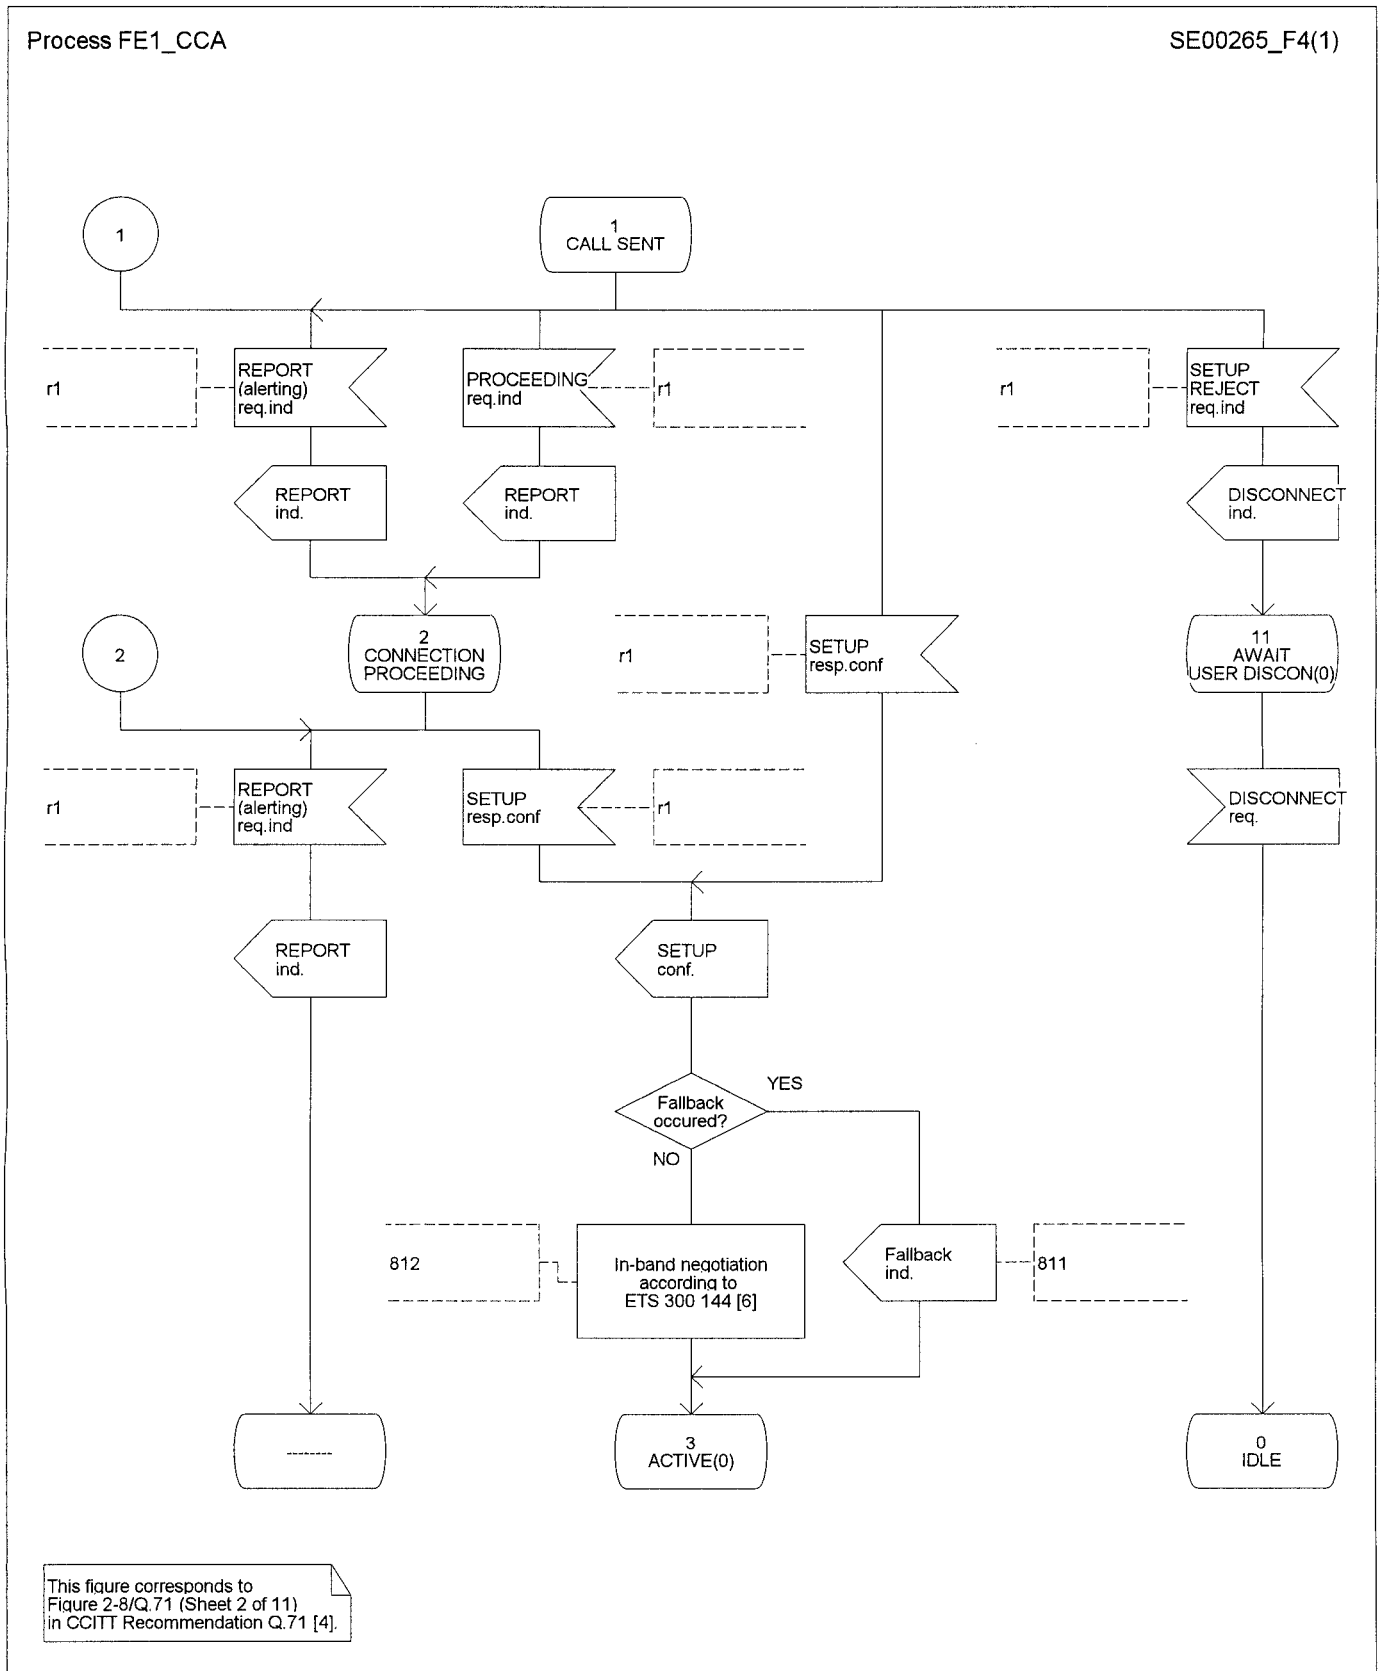 Process FE1_CCA
SE00265_F4(1)
1
1
CALL SENT
r1
REPORT
(alerting)
req.ind
PROCEEDING
req.ind
r1
r1
SETUP
REJECT
req.ind
REPORT
ind.
REPORT
ind.
DISCONNECT
ind.
2
2
CONNECTION
PROCEEDING
r1
SETUP
resp.conf
11
AWAIT
USER DISCON(0)
r1
REPORT
(alerting)
req.ind
SETUP
resp.conf
r1
DISCONNECT
req.
REPORT
ind.
SETUP
conf.
Fallback
occured?
YES
NO
812
In-band negotiation
according to
ETS 300 144 [6]
Fallback
ind.
811
--------
3
ACTIVE(0)
0
IDLE
This figure corresponds to
Figure 2-8/Q.71 (Sheet 2 of 11)
in CCITT Recommendation Q.71 [4].